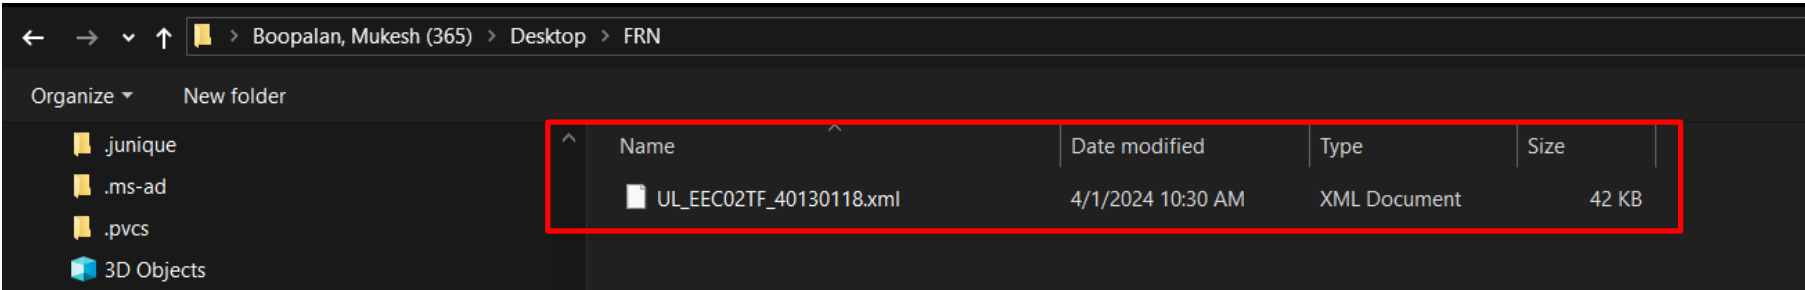 Boopalan, Mukesh (365) > Desktop > FRN
Organize New folder
.junique
.ms-ad
.pvcs
3D Objects
Name Date modified Type Size
UL_EEC02TF_40130118.xml 4/1/2024 10:30 AM XML Document 42 KB